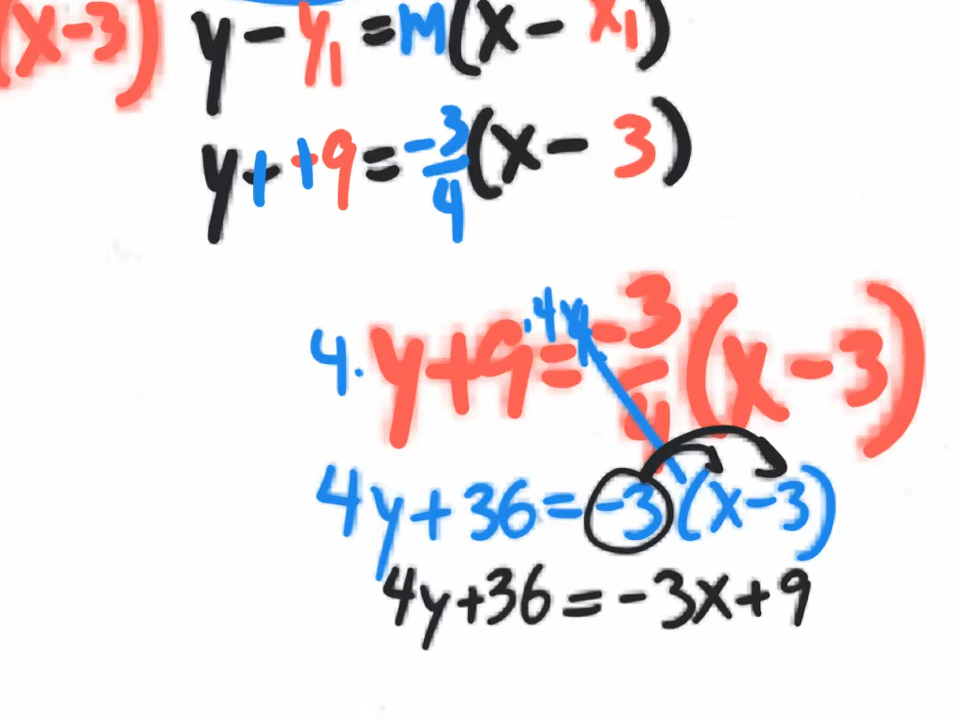 (x-3) y-y₁=M(x-x₁)
y++9=-3/4(x-3)
4·y+9·4=-3/4(x-3)
4y+36=-3(x-3)
4y+36=-3x+9